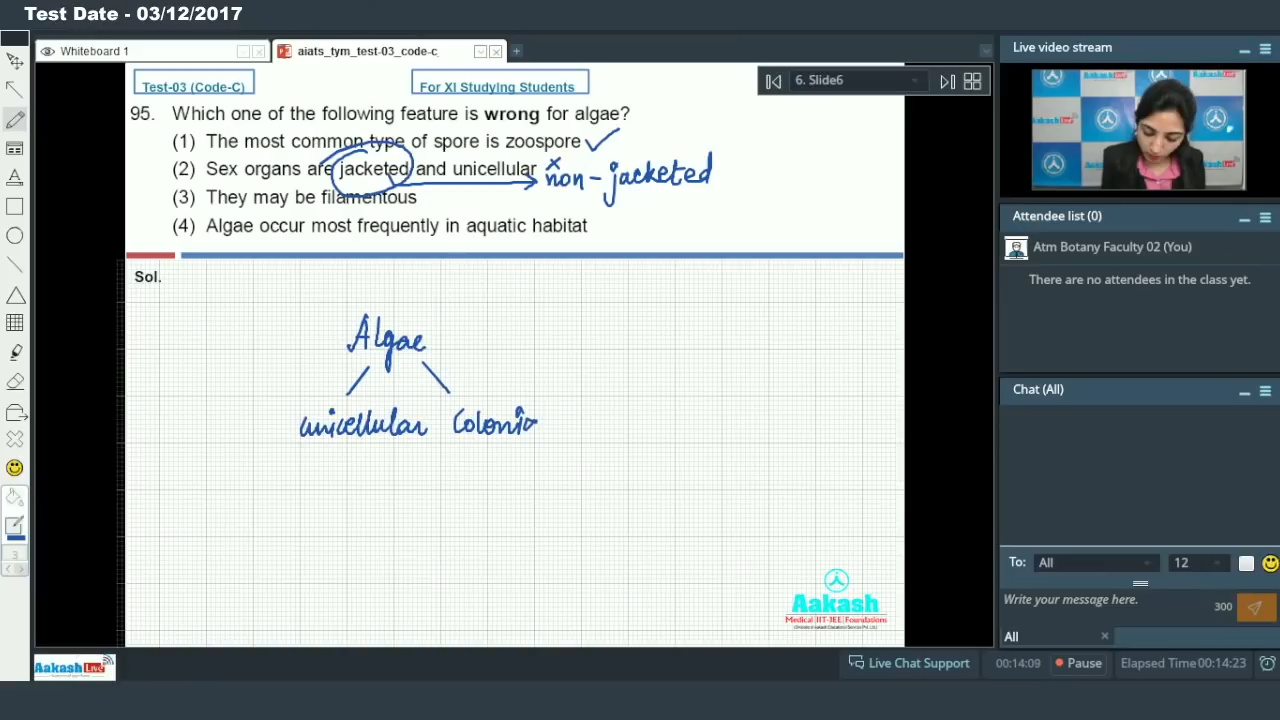 Test Date - 03/12/2017
Whiteboard 1
aiats_tym_test-03_code-c
Test-03 (Code-C)
For XI Studying Students
6. Slide6
95. Which one of the following feature is wrong for algae?
(1) The most common type of spore is zoospore
(2) Sex organs are jacketed and unicellular
non-jacketed
(3) They may be filamentous
(4) Algae occur most frequently in aquatic habitat
Sol.
Algae
unicellular Colonia
Aakash
Medical|IIT-JEE|Foundations
Live video stream
Attendee list (0)
Atm Botany Faculty 02 (You)
There are no attendees in the class yet.
Chat (All)
To: All 12
Write your message here.
300
All
3
Aakash Live
Live Chat Support 00:14:09 Pause Elapsed Time 00:14:23